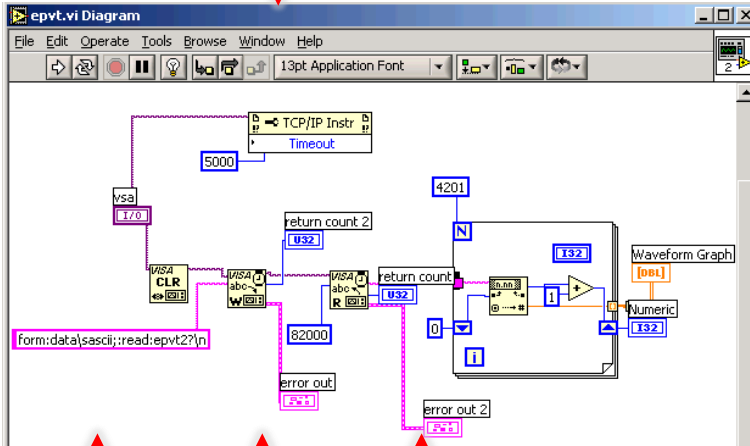 epvt.vi Diagram
File Edit Operate Tools Browse Window Help
13pt Application Font
2
TCP/IP Instr
Timeout
5000
vsa
I/O
4201
return count 2
N
U32
I32
Waveform Graph
[DBL]
VISA
CLR
VISA
abc
W
VISA
abc
R
return count
U32
n.nn
#
1
+
Numeric
I32
82000
0
i
form:data\sascii;:read:epvt2?\n
error out
error out 2